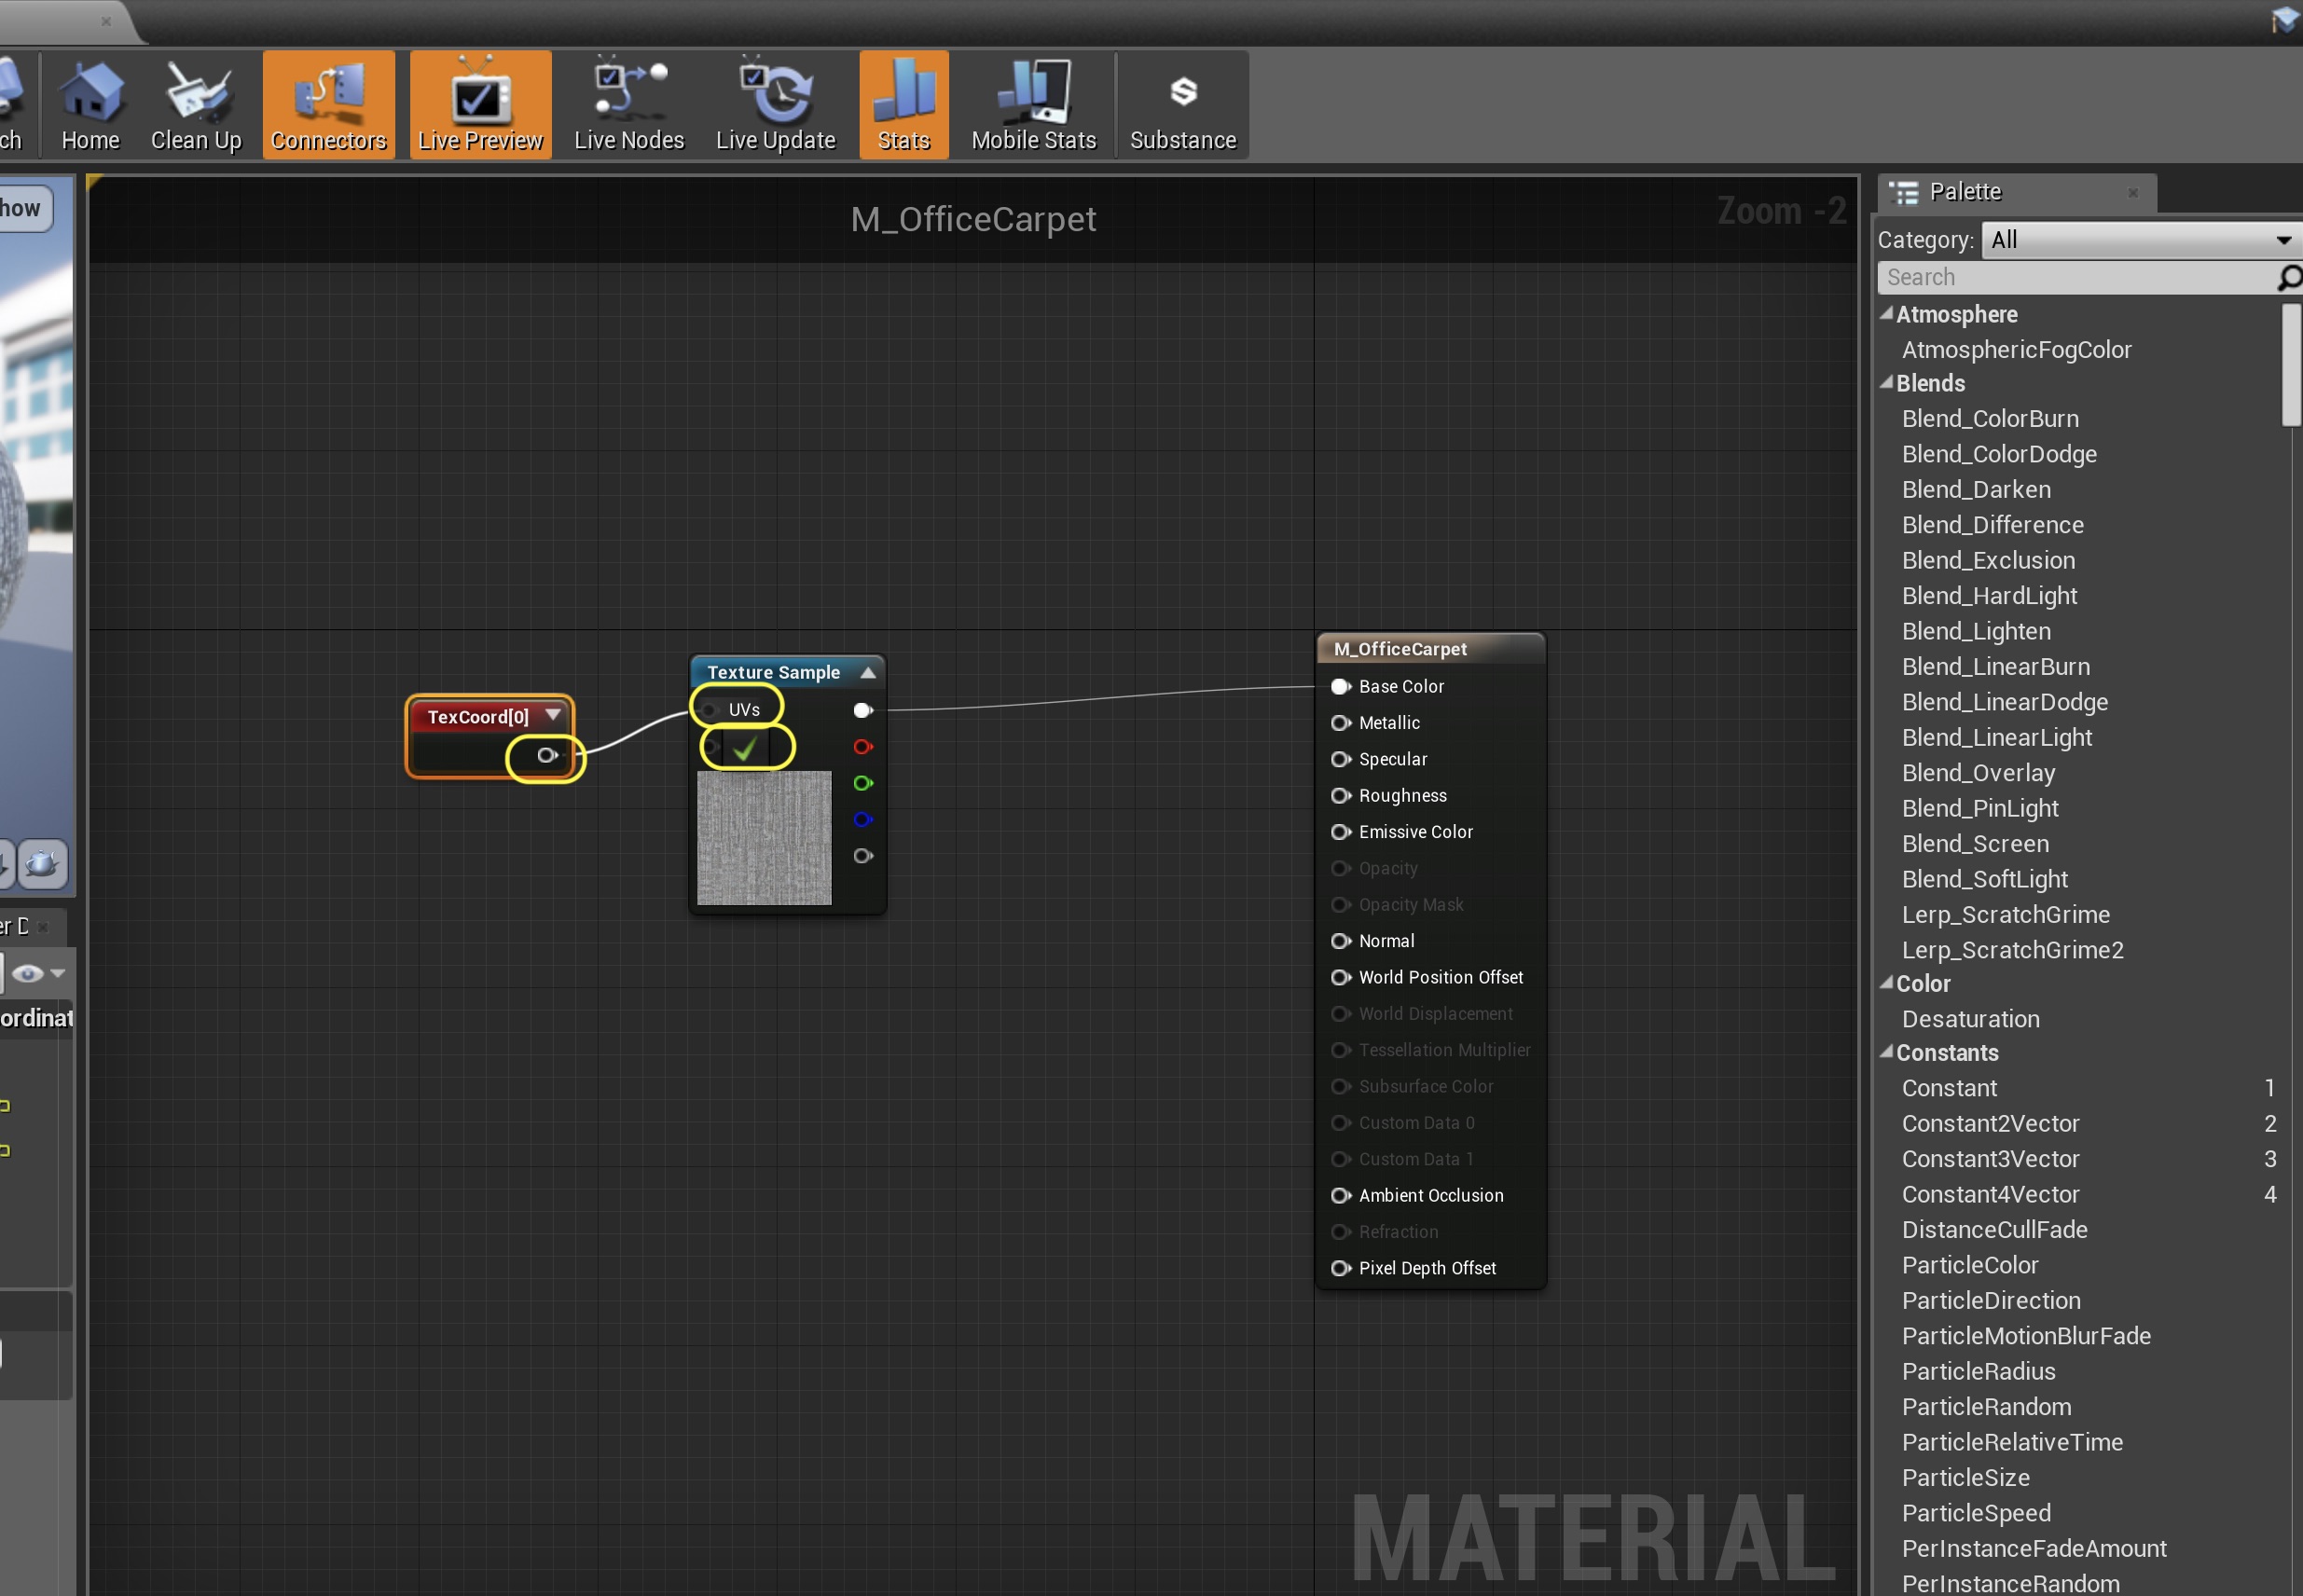 ch
Home
Clean Up
Connectors
Live Preview
Live Nodes
Live Update
Stats
Mobile Stats
Substance
how
M_OfficeCarpet
Zoom -2
Palette
Category: All
Search
Atmosphere
AtmosphericFogColor
Blends
Blend_ColorBurn
Blend_ColorDodge
Blend_Darken
Blend_Difference
Blend_Exclusion
Blend_HardLight
Blend_Lighten
Blend_LinearBurn
Blend_LinearDodge
Blend_LinearLight
Blend_Overlay
Blend_PinLight
Blend_Screen
Blend_SoftLight
Lerp_ScratchGrime
Lerp_ScratchGrime2
Color
Desaturation
Constants
Constant 1
Constant2Vector 2
Constant3Vector 3
Constant4Vector 4
DistanceCullFade
ParticleColor
ParticleDirection
ParticleMotionBlurFade
ParticleRadius
ParticleRandom
ParticleRelativeTime
ParticleSize
ParticleSpeed
PerInstanceFadeAmount
PerInstanceRandom
TexCoord[0]
Texture Sample
UVs
M_OfficeCarpet
Base Color
Metallic
Specular
Roughness
Emissive Color
Opacity
Opacity Mask
Normal
World Position Offset
World Displacement
Tessellation Multiplier
Subsurface Color
Custom Data 0
Custom Data 1
Ambient Occlusion
Refraction
Pixel Depth Offset
er D
ordinat
MATERIAL